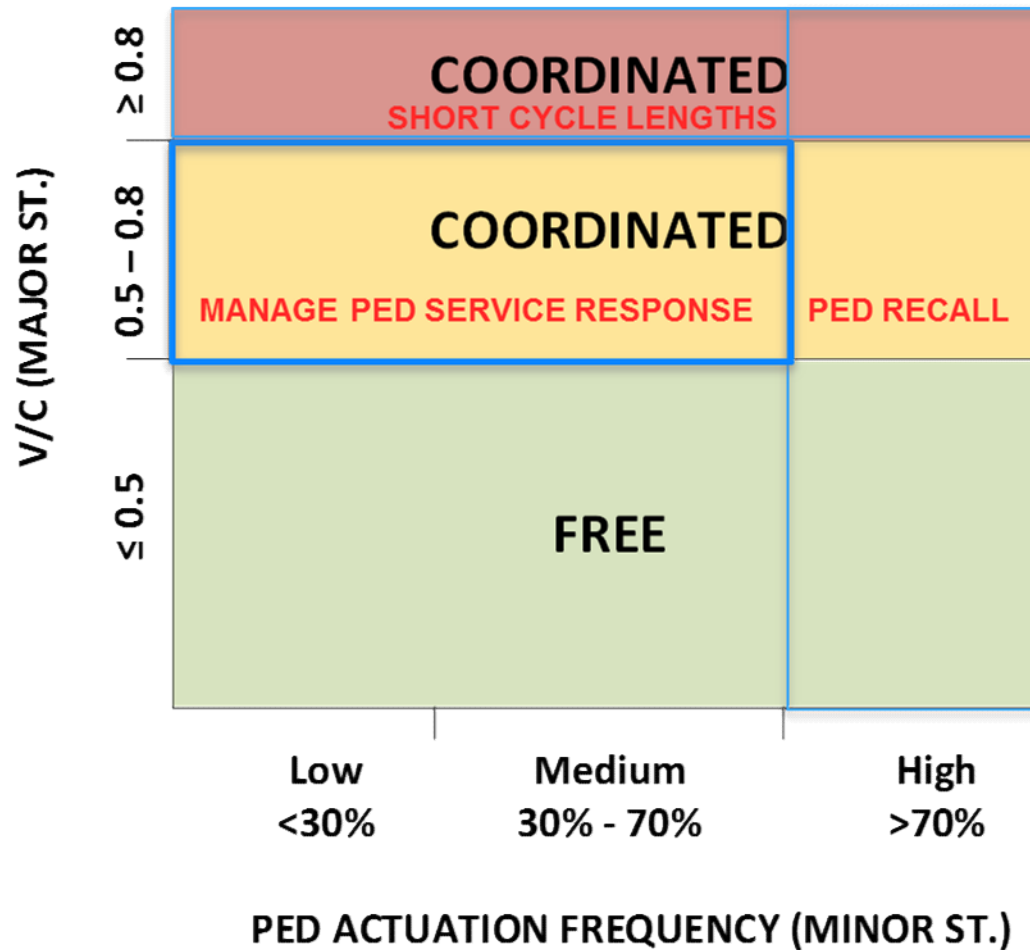 V/C (MAJOR ST.)
≥ 0.8
0.5 – 0.8
≤ 0.5
COORDINATED
SHORT CYCLE LENGTHS
COORDINATED
MANAGE PED SERVICE RESPONSE
PED RECALL
FREE
Low
<30%
Medium
30% - 70%
High
>70%
PED ACTUATION FREQUENCY (MINOR ST.)